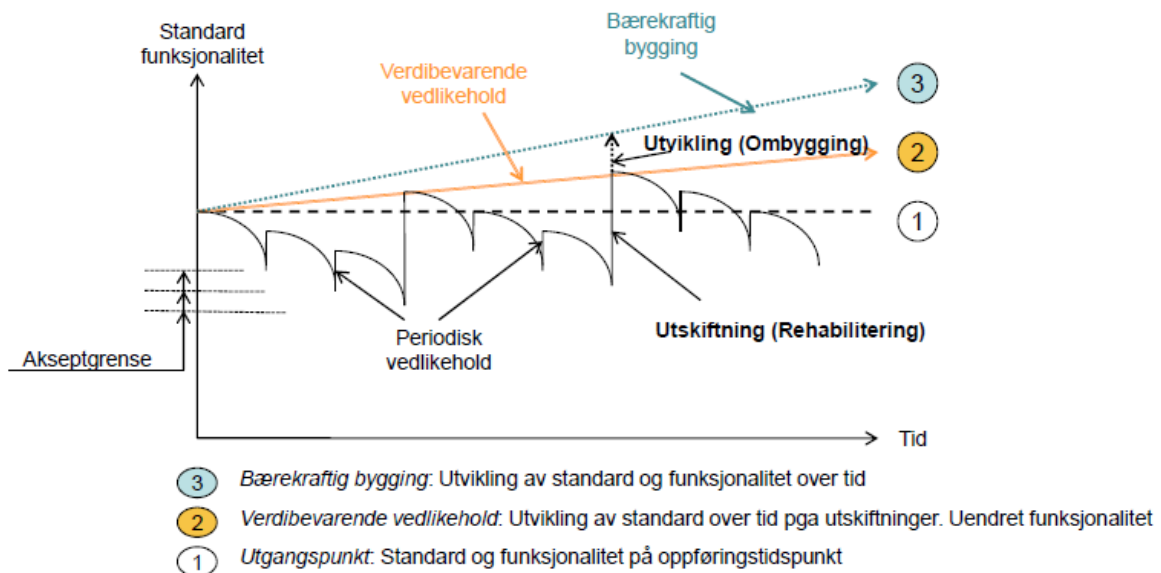 Standard
funksjonalitet
Bærekraftig
bygging
Verdibevarende
vedlikehold
3
Utvikling (Ombygging)
2
1
Periodisk
vedlikehold
Utskiftning (Rehabilitering)
Akseptgrense
Tid
3 Bærekraftig bygging: Utvikling av standard og funksjonalitet over tid
2 Verdibevarende vedlikehold: Utvikling av standard over tid pga utskiftninger. Uendret funksjonalitet
1 Utgangspunkt: Standard og funksjonalitet på oppføringstidspunkt